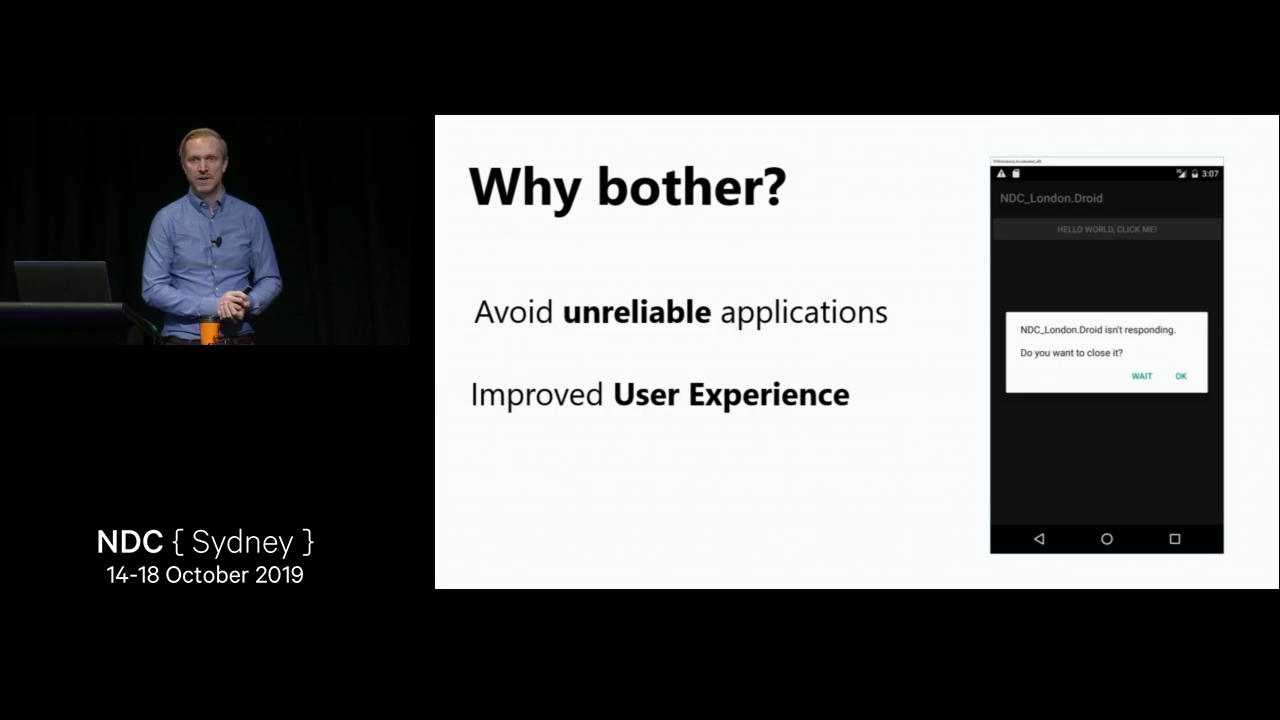 Why bother?
Avoid unreliable applications
Improved User Experience
3:07
NDC_London.Droid
HELLO WORLD, CLICK ME!
NDC_London.Droid isn't responding.
Do you want to close it?
WAIT OK
NDC { Sydney }
14-18 October 2019